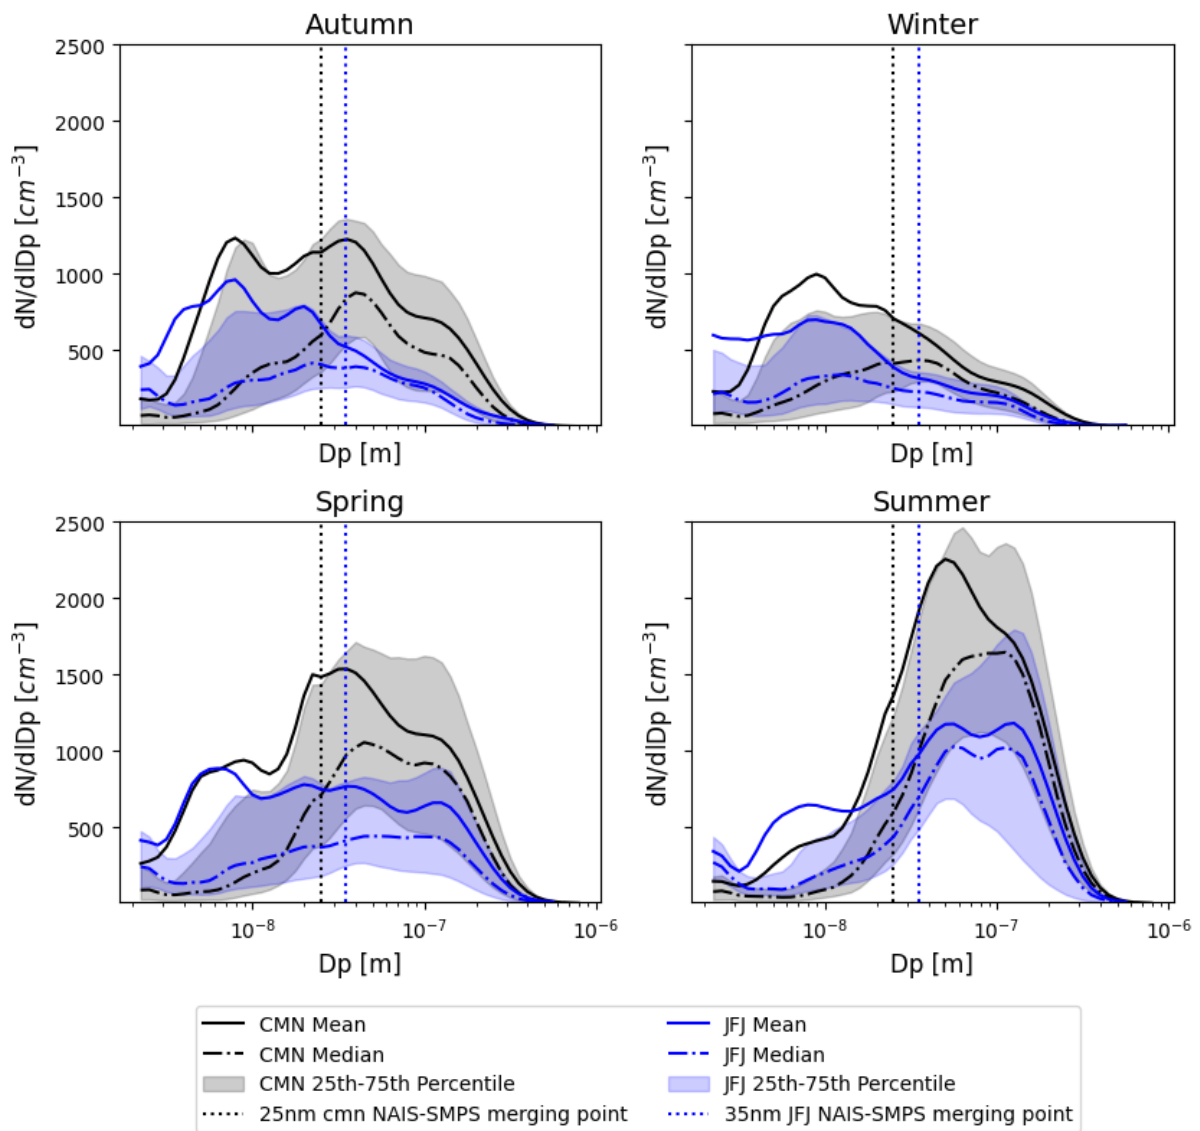 Autumn
Winter
2500
2000
1500
1000
500
dN/dlDp [cm⁻³]
dN/dlDp [cm⁻³]
Dp [m]
Dp [m]
Spring
Summer
2500
2000
1500
1000
500
dN/dlDp [cm⁻³]
dN/dlDp [cm⁻³]
10⁻⁸
10⁻⁷
10⁻⁶
10⁻⁸
10⁻⁷
10⁻⁶
Dp [m]
Dp [m]
CMN Mean
CMN Median
CMN 25th-75th Percentile
25nm cmn NAIS-SMPS merging point
JFJ Mean
JFJ Median
JFJ 25th-75th Percentile
35nm JFJ NAIS-SMPS merging point